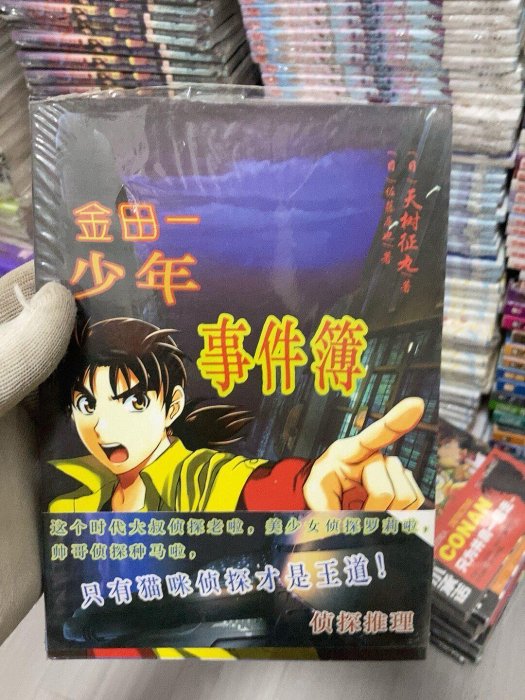 金田一
少年
事件簿
[日] 天树征丸 著
[日] 佐藤文也 著
这个时代大叔侦探老啦，美少女侦探萝莉啦，
帅哥侦探种马啦，
只有猫咪侦探才是王道！
侦探推理
CONAN